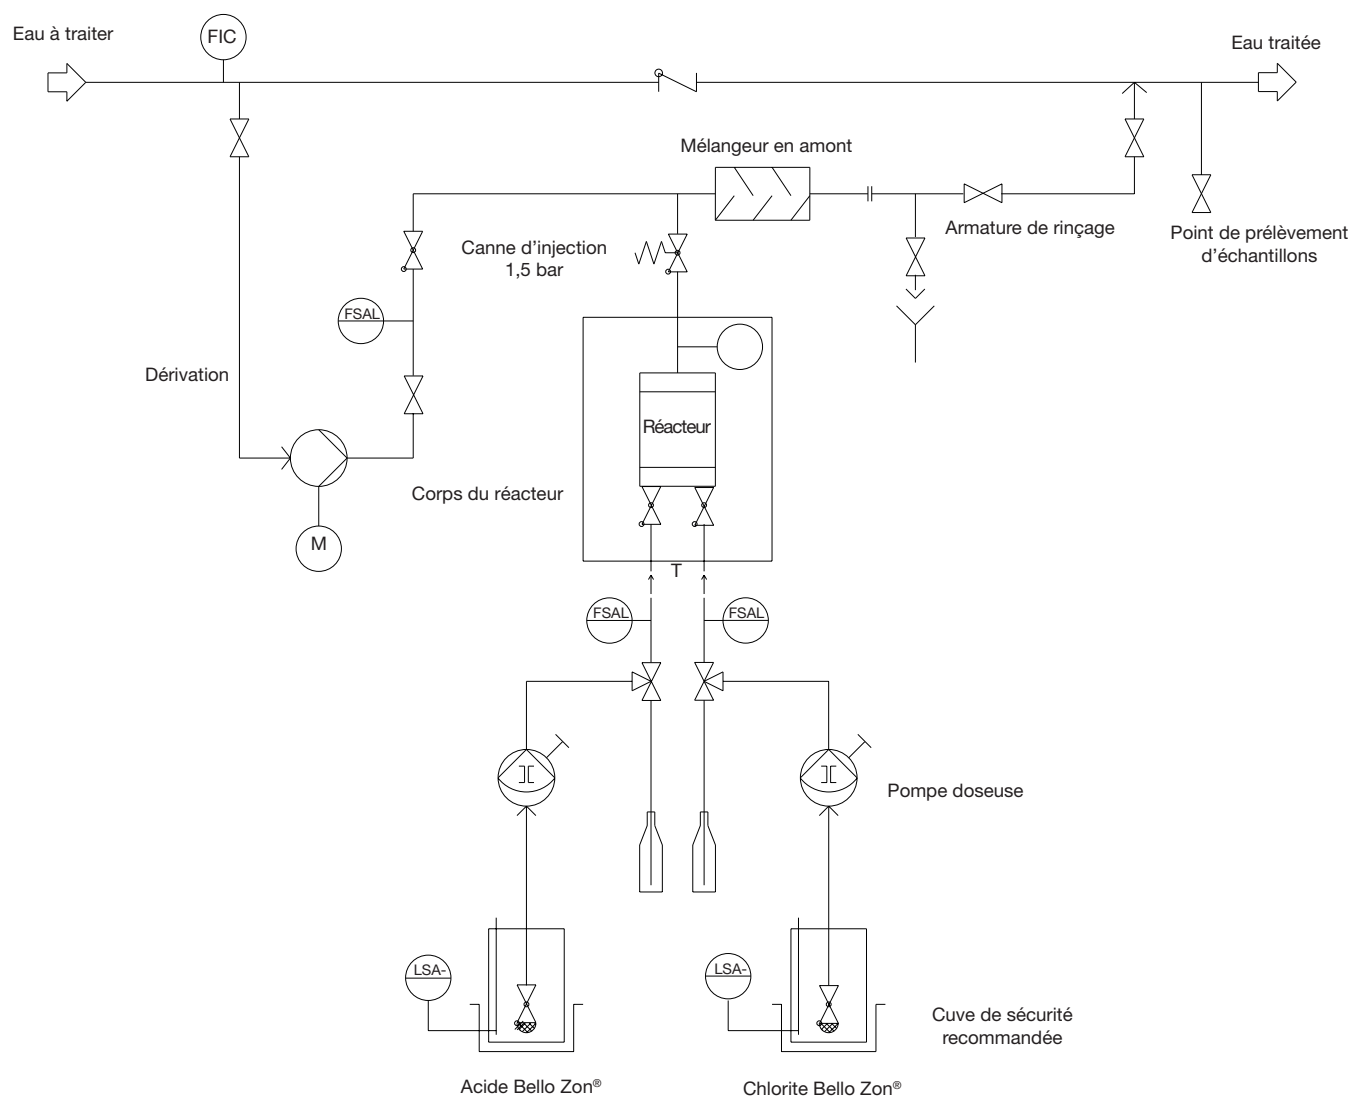 Eau à traiter
FIC
Eau traitée
Mélangeur en amont
Canne d’injection
1,5 bar
Armature de rinçage
Point de prélèvement
d’échantillons
FSAL
Dérivation
Réacteur
Corps du réacteur
M
T
FSAL
FSAL
Pompe doseuse
LSA-
LSA-
Cuve de sécurité
recommandée
Acide Bello Zon®
Chlorite Bello Zon®